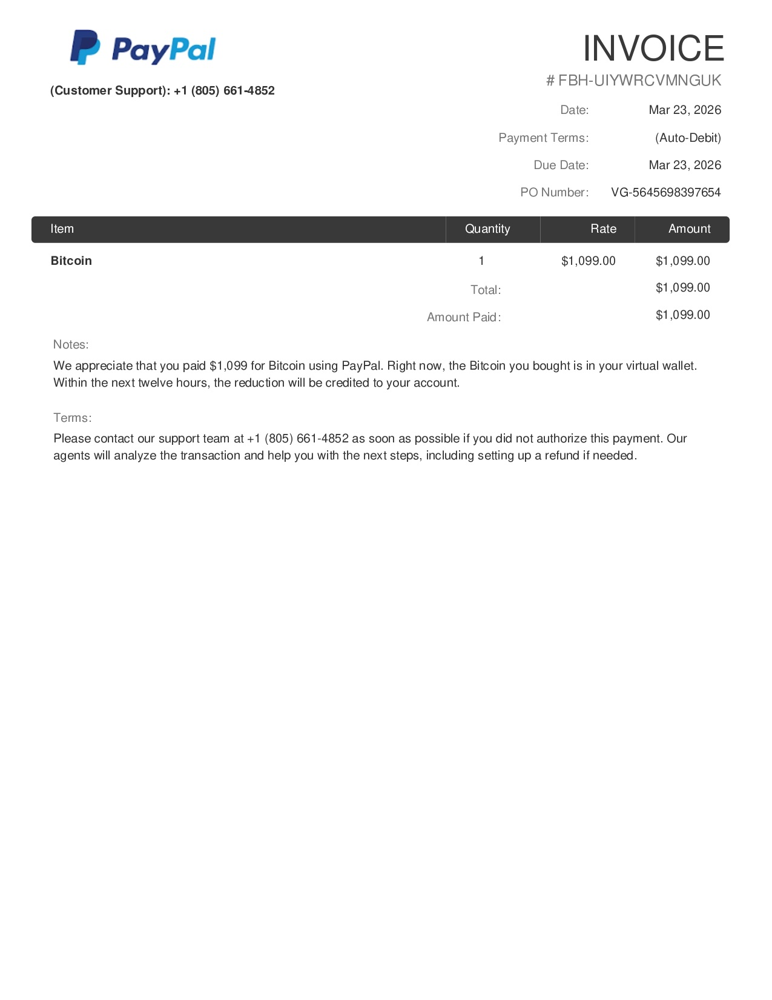 PayPal
(Customer Support): +1 (805) 661-4852
INVOICE
# FBH-UIYWRCVMNGUK
Date: Mar 23, 2026
Payment Terms: (Auto-Debit)
Due Date: Mar 23, 2026
PO Number: VG-5645698397654
Item Quantity Rate Amount
Bitcoin 1 $1,099.00 $1,099.00
Total: $1,099.00
Amount Paid: $1,099.00
Notes:
We appreciate that you paid $1,099 for Bitcoin using PayPal. Right now, the Bitcoin you bought is in your virtual wallet.
Within the next twelve hours, the reduction will be credited to your account.
Terms:
Please contact our support team at +1 (805) 661-4852 as soon as possible if you did not authorize this payment. Our
agents will analyze the transaction and help you with the next steps, including setting up a refund if needed.